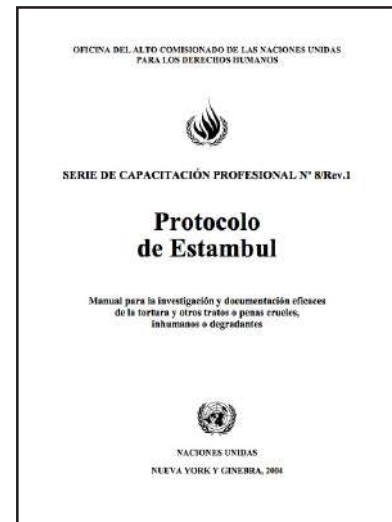 OFICINA DEL ALTO COMISIONADO DE LAS NACIONES UNIDAS
PARA LOS DERECHOS HUMANOS
SERIE DE CAPACITACIÓN PROFESIONAL Nº 8/Rev.1
Protocolo
de Estambul
Manual para la investigación y documentación eficaces
de la tortura y otros tratos o penas crueles,
inhumanos o degradantes
NACIONES UNIDAS
NUEVA YORK Y GINEBRA, 2004